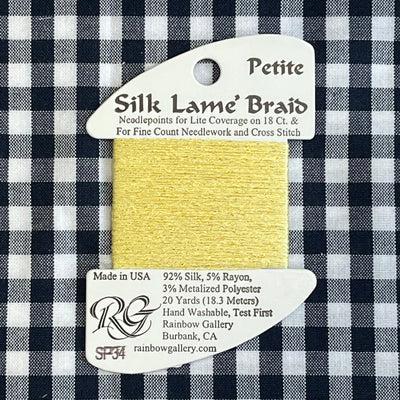 Petite
Silk Lamé Braid
Needlepoints for Lite Coverage on 18 Ct. &
For Fine Count Needlework and Cross Stitch
Made in USA
92% Silk, 5% Rayon,
3% Metalized Polyester
20 Yards (18.3 Meters)
Hand Washable, Test First
Rainbow Gallery
Burbank, CA
rainbowgallery.com
RG
SP34